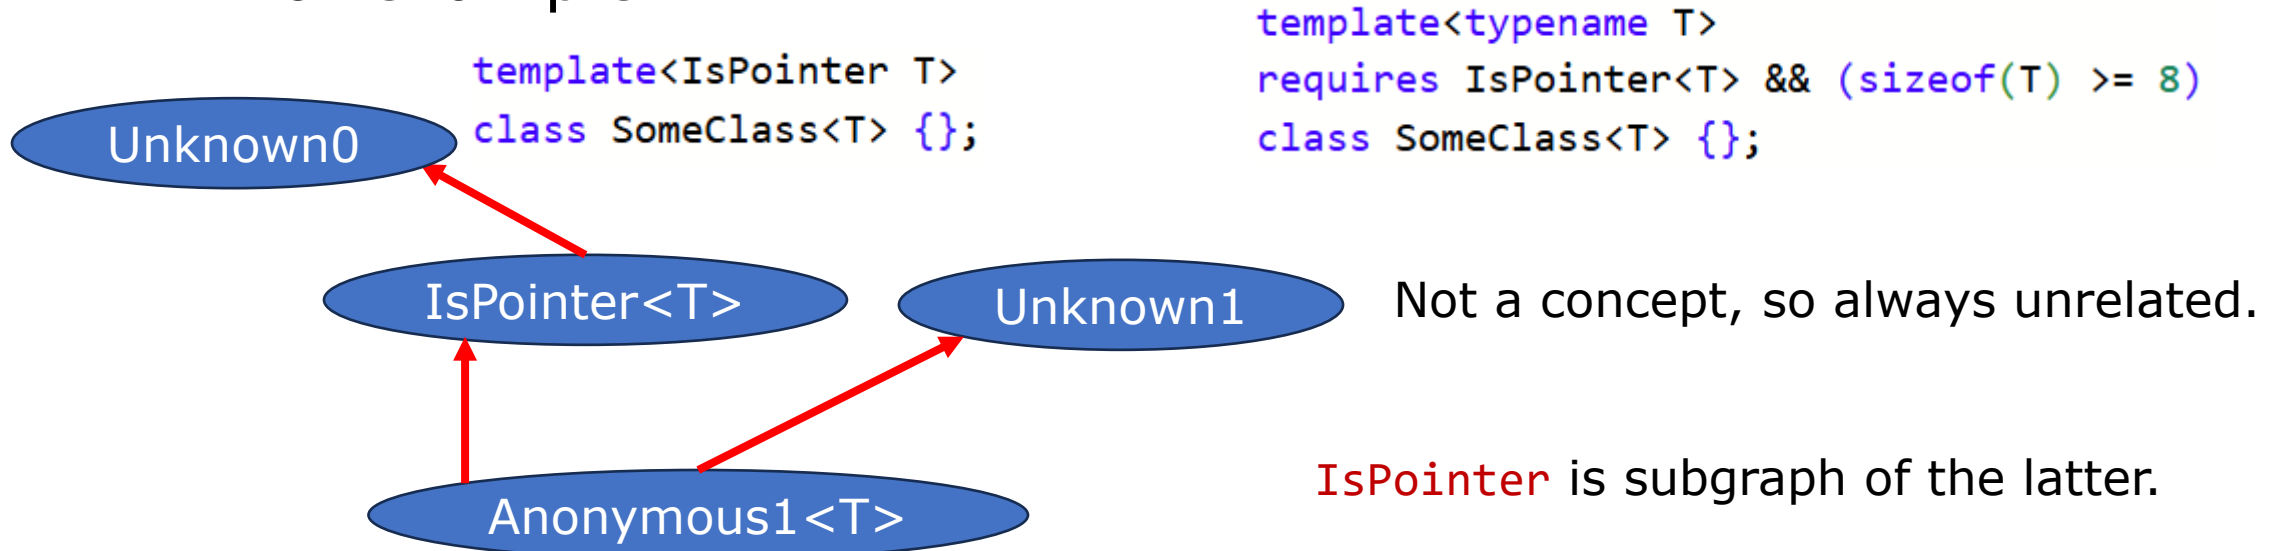 template<IsPointer T>
class SomeClass<T> {};
template<typename T>
requires IsPointer<T> && (sizeof(T) >= 8)
class SomeClass<T> {};
Unknown0
IsPointer<T>
Unknown1
Not a concept, so always unrelated.
IsPointer is subgraph of the latter.
Anonymous1<T>